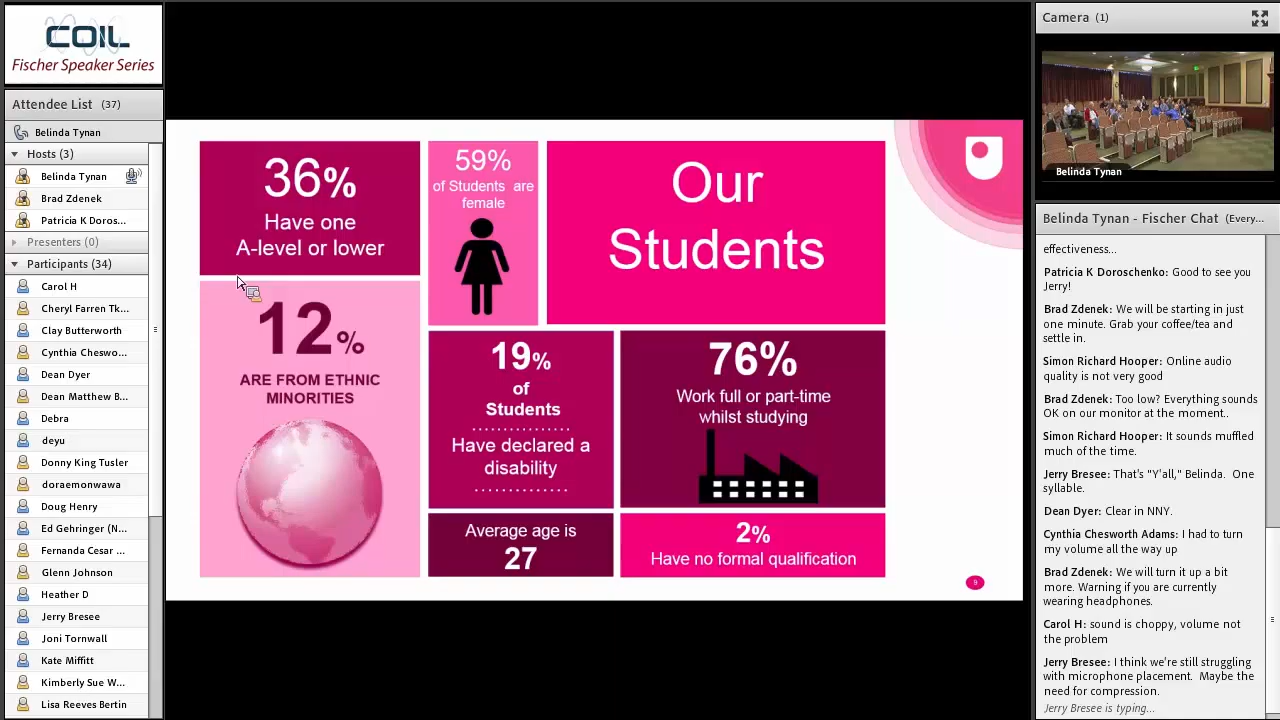 COIL
Fischer Speaker Series
Attendee List (37)
Belinda Tynan
Hosts (3)
Belinda Tynan
Brad Zdenek
Patricia K Doros...
Presenters (0)
Participants (34)
Carol H
Cheryl Farren Tk...
Clay Butterworth
Cynthia Cheswo...
Dean Dyer
Dean Matthew B...
Debra
deyu
Donny King Tusler
doraemonwawa
Doug Henry
Ed Gehringer (N...
Fernanda Cesar ...
Glenn Johnson
Heather D
Jerry Bresee
Joni Tornwall
Kate Miffitt
Kimberly Sue W...
Lisa Reeves Bertin
36%
Have one
A-level or lower
59%
of Students are
female
Our
Students
12%
ARE FROM ETHNIC
MINORITIES
19%
of
Students
Have declared a
disability
76%
Work full or part-time
whilst studying
Average age is
27
2%
Have no formal qualification
9
Camera (1)
Belinda Tynan
Belinda Tynan - Fischer Chat (Every...
effectiveness...
Patricia K Doroschenko: Good to see you
Jerry!
Brad Zdenek: We will be starting in just
one minute. Grab your coffee/tea and
settle in.
Simon Richard Hooper: Online audio
quality is not very good
Brad Zdenek: Too low? Everything sounds
OK on our monitor at the moment..
Simon Richard Hooper: It sounds muffled
much of the time.
Jerry Bresee: That's "Y'all," Belinda. One
syllable.
Dean Dyer: Clear in NNY.
Cynthia Chesworth Adams: I had to turn
my volume all the way up
Brad Zdenek: We will turn it up a bit
more. Warning if you are currently
wearing headphones.
Carol H: sound is choppy, volume not
the problem
Jerry Bresee: I think we're still struggling
with microphone placement. Maybe the
need for compression.
Jerry Bresee is typing...